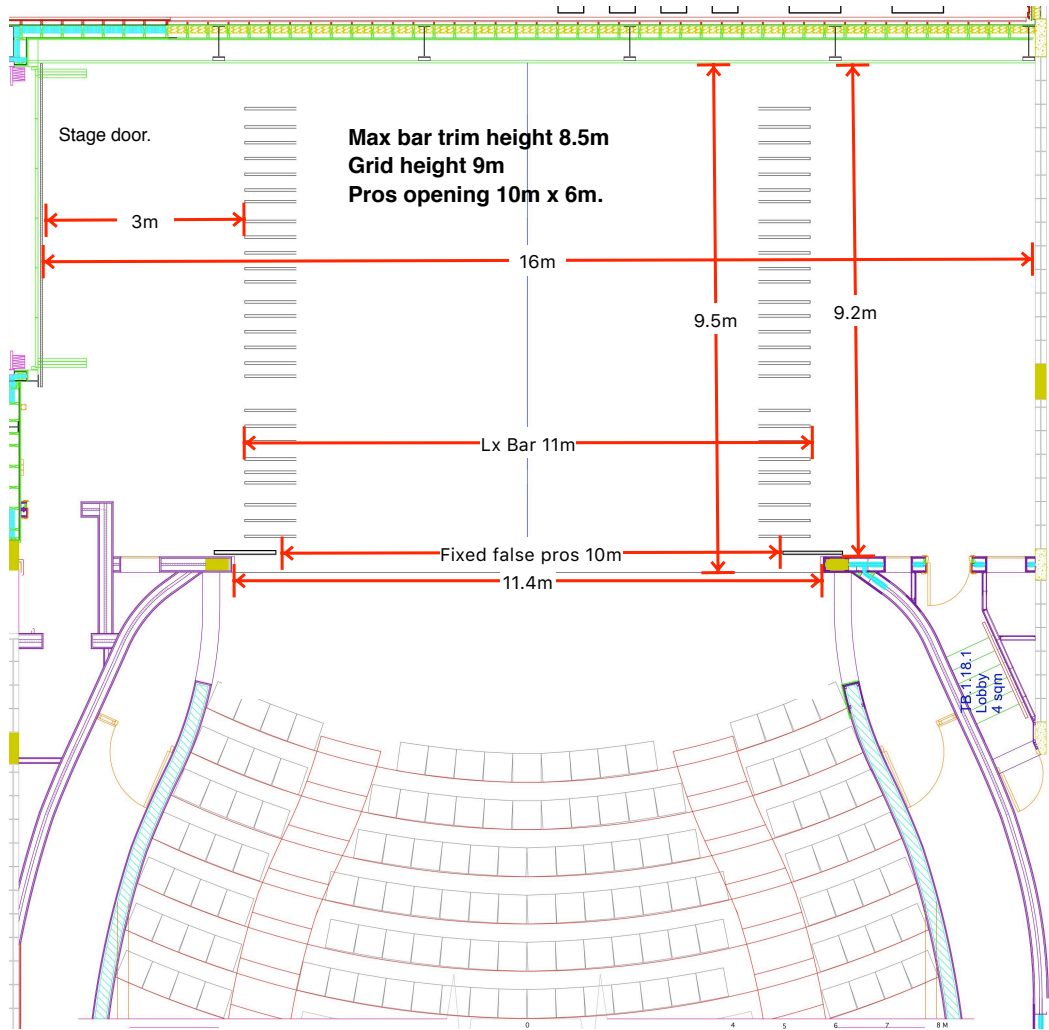 Stage door.
Max bar trim height 8.5m
Grid height 9m
Pros opening 10m x 6m.
3m
16m
9.5m
9.2m
Lx Bar 11m
Fixed false pros 10m
11.4m
TB.1.18.1
Lobby
4 sqm
0 4 5 6 7 8 M